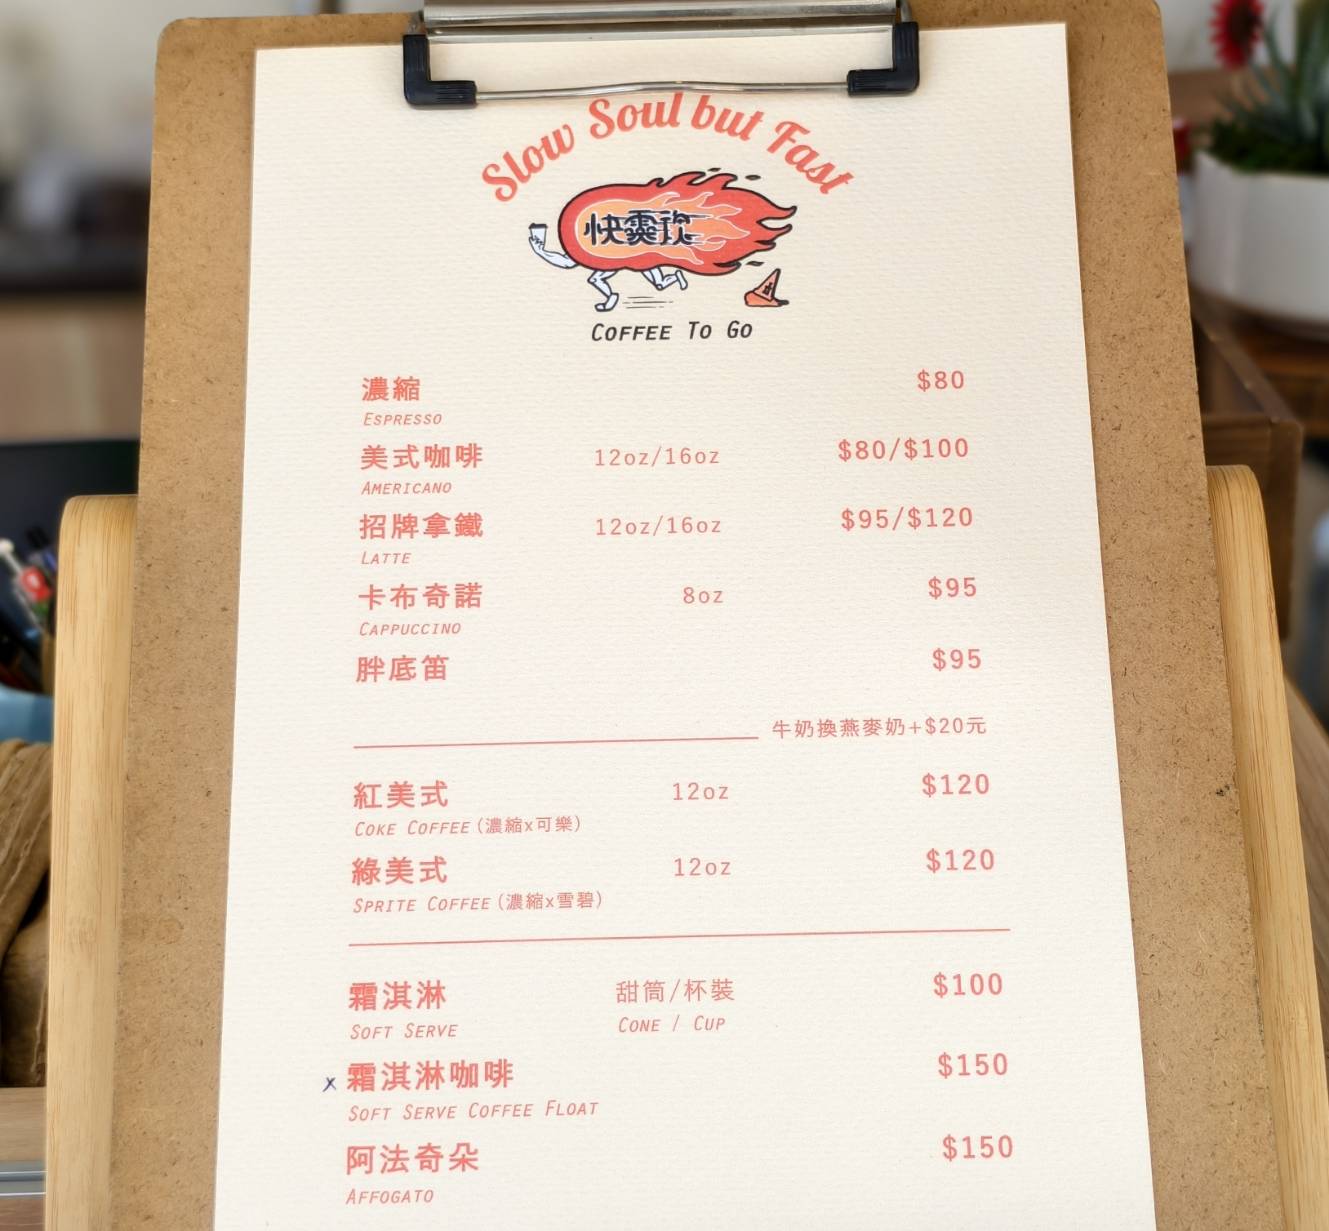 Slow Soul but Fast
COFFEE TO GO
濃縮 $80
ESPRESSO
美式咖啡 12oz/16oz $80/$100
AMERICANO
招牌拿鐵 12oz/16oz $95/$120
LATTE
卡布奇諾 8oz $95
CAPPUCCINO
胖底笛 $95
牛奶換燕麥奶+$20元
紅美式 12oz $120
COKE COFFEE (濃縮x可樂)
綠美式 12oz $120
SPRITE COFFEE (濃縮x雪碧)
霜淇淋 甜筒/杯裝 $100
SOFT SERVE CONE / CUP
x 霜淇淋咖啡 $150
SOFT SERVE COFFEE FLOAT
阿法奇朵 $150
AFFOGATO